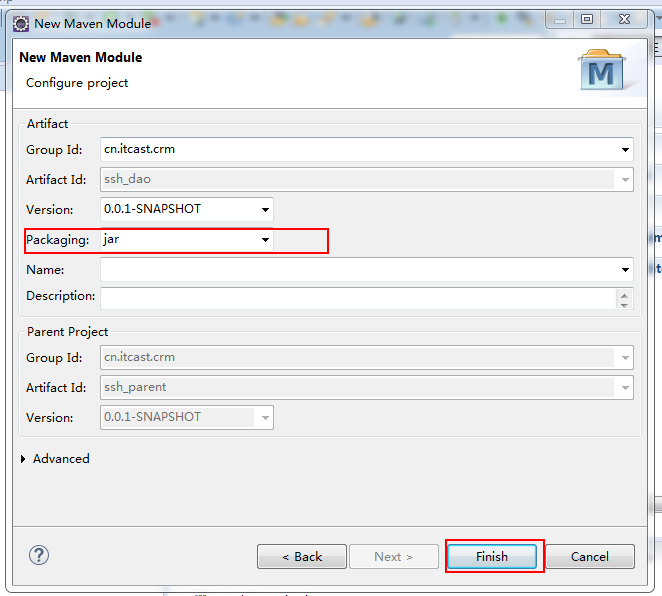 New Maven Module
New Maven Module
Configure project
M
Artifact
Group Id: cn.itcast.crm
Artifact Id: ssh_dao
Version: 0.0.1-SNAPSHOT
Packaging: jar
Name:
Description:
Parent Project
Group Id: cn.itcast.crm
Artifact Id: ssh_parent
Version: 0.0.1-SNAPSHOT
Advanced
? < Back Next > Finish Cancel